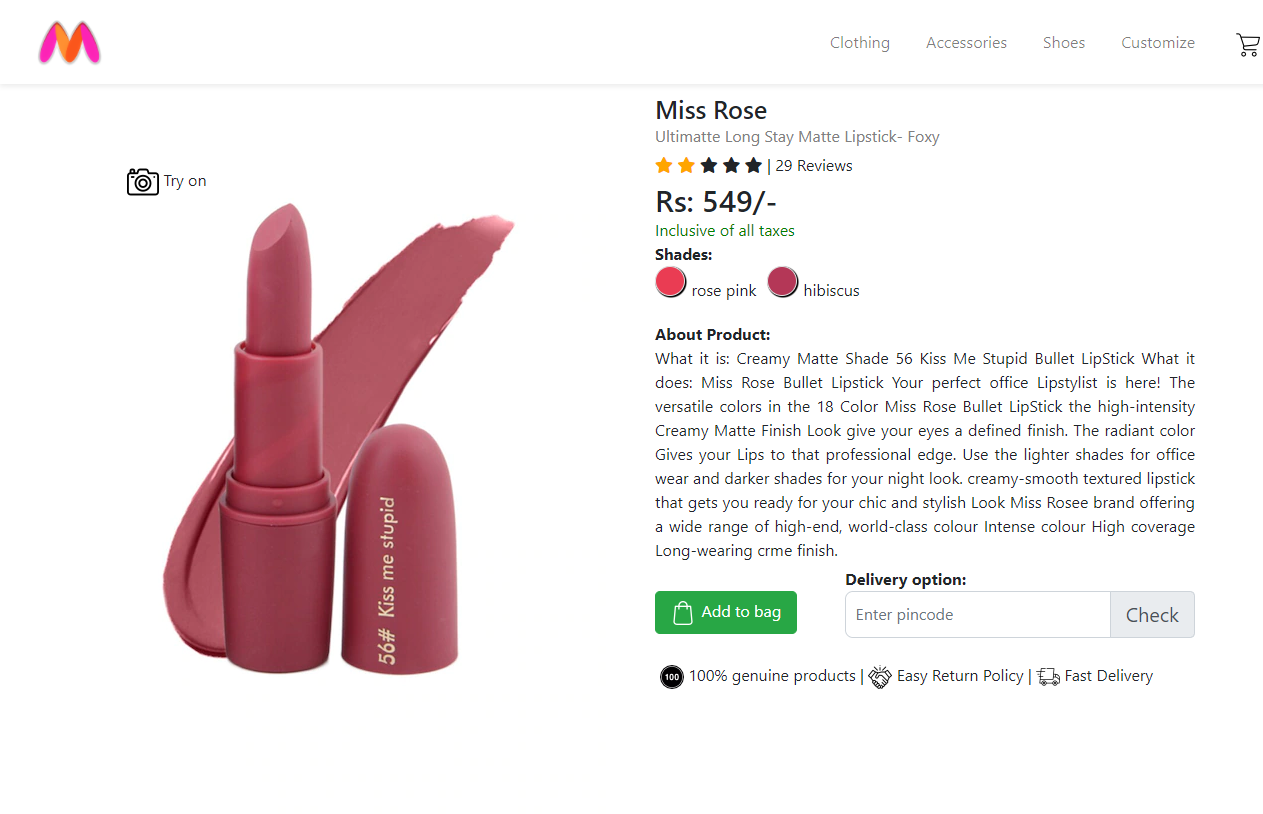 Clothing Accessories Shoes Customize
Miss Rose
Ultimatte Long Stay Matte Lipstick- Foxy
| 29 Reviews
Try on
Rs: 549/-
Inclusive of all taxes
Shades:
rose pink hibiscus
About Product:
What it is: Creamy Matte Shade 56 Kiss Me Stupid Bullet LipStick What it
does: Miss Rose Bullet Lipstick Your perfect office Lipstylist is here! The
versatile colors in the 18 Color Miss Rose Bullet LipStick the high-intensity
Creamy Matte Finish Look give your eyes a defined finish. The radiant color
Gives your Lips to that professional edge. Use the lighter shades for office
wear and darker shades for your night look. creamy-smooth textured lipstick
that gets you ready for your chic and stylish Look Miss Rosee brand offering
a wide range of high-end, world-class colour Intense colour High coverage
Long-wearing crme finish.
56# Kiss me stupid
Delivery option:
Add to bag
Enter pincode Check
100 100% genuine products | Easy Return Policy | Fast Delivery